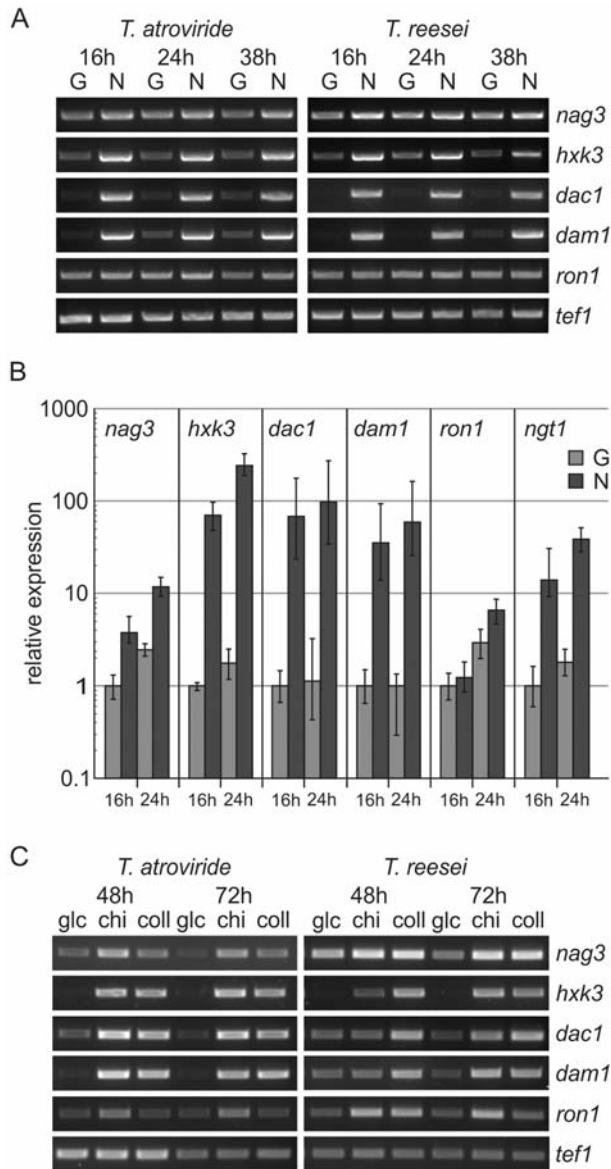 A
T. atroviride T. reesei
16h 24h 38h 16h 24h 38h
G N G N G N G N G N G N
nag3
hxk3
dac1
dam1
ron1
tef1
B
1000
100
10
1
0.1
relative expression
nag3 hxk3 dac1 dam1 ron1 ngt1
G
N
16h 24h 16h 24h 16h 24h 16h 24h 16h 24h 16h 24h
C
T. atroviride T. reesei
48h 72h 48h 72h
glc chi coll glc chi coll glc chi coll glc chi coll
nag3
hxk3
dac1
dam1
ron1
tef1